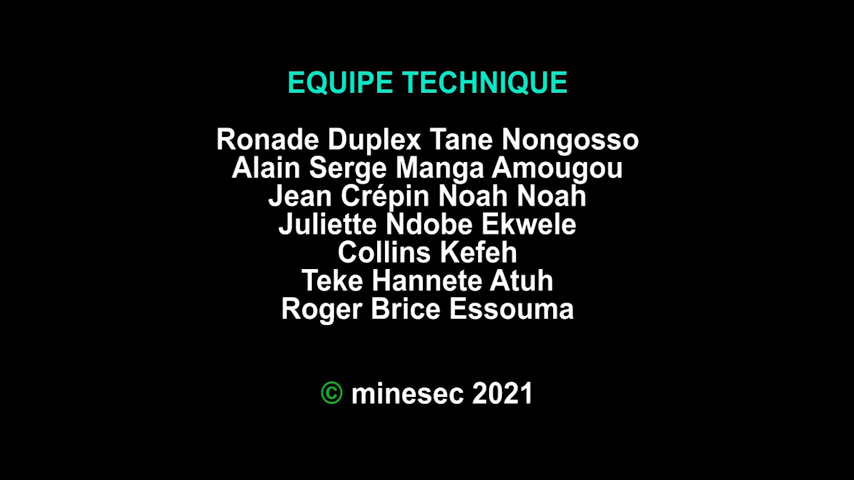 EQUIPE TECHNIQUE
Ronade Duplex Tane Nongosso
Alain Serge Manga Amougou
Jean Crépin Noah Noah
Juliette Ndobe Ekwele
Collins Kefeh
Teke Hannete Atuh
Roger Brice Essouma
© minesec 2021